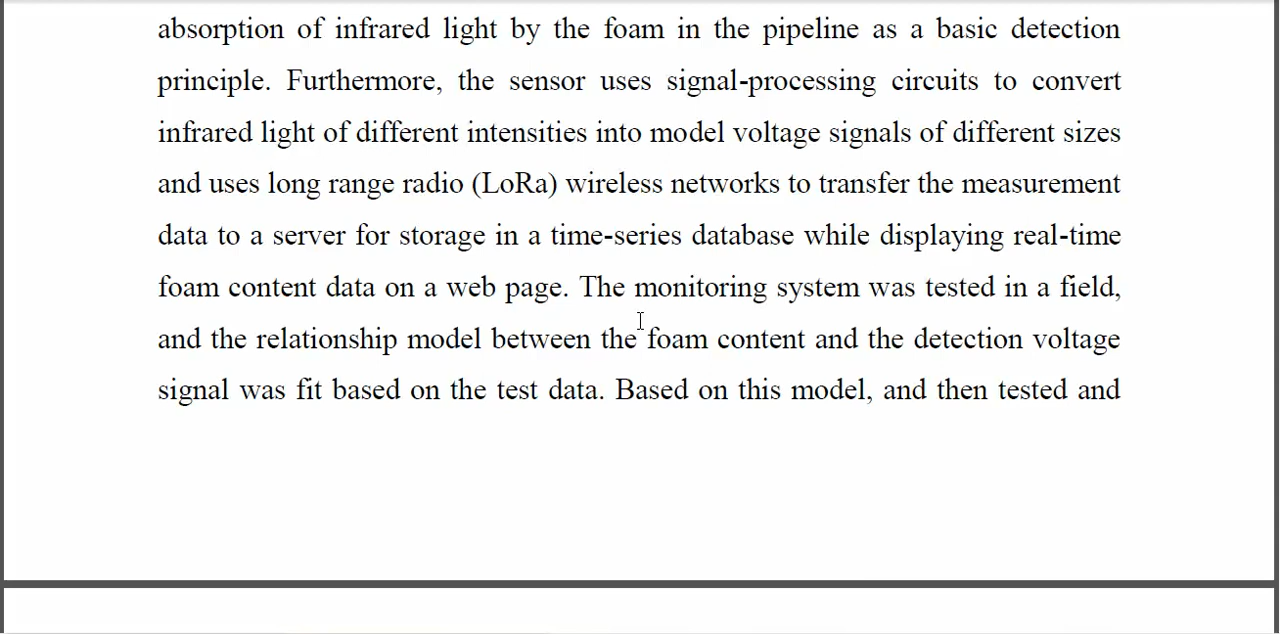 absorption of infrared light by the foam in the pipeline as a basic detection
principle. Furthermore, the sensor uses signal-processing circuits to convert
infrared light of different intensities into model voltage signals of different sizes
and uses long range radio (LoRa) wireless networks to transfer the measurement
data to a server for storage in a time-series database while displaying real-time
foam content data on a web page. The monitoring system was tested in a field,
and the relationship model between the foam content and the detection voltage
signal was fit based on the test data. Based on this model, and then tested and